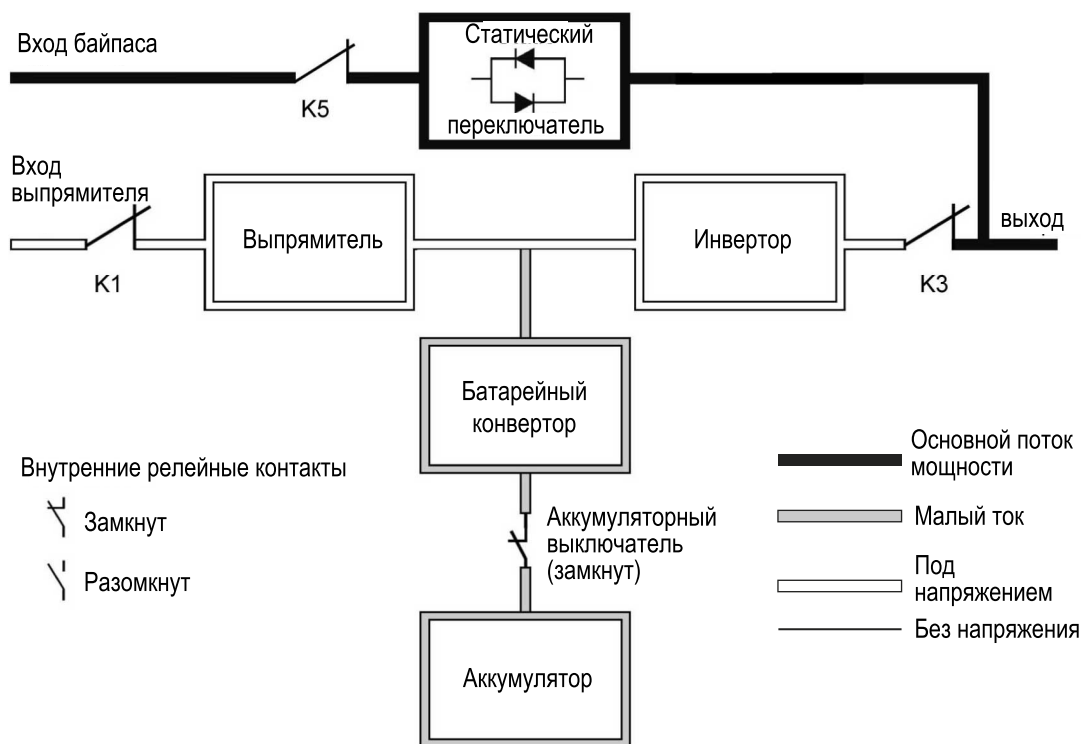 Вход байпаса
K5
Статический
переключатель
Вход
выпрямителя
K1
Выпрямитель
Инвертор
K3
выход
Батарейный
конвертор
Внутренние релейные контакты
Замкнут
Разомкнут
Аккумуляторный
выключатель
(замкнут)
Аккумулятор
Основной поток
мощности
Малый ток
Под
напряжением
Без напряжения